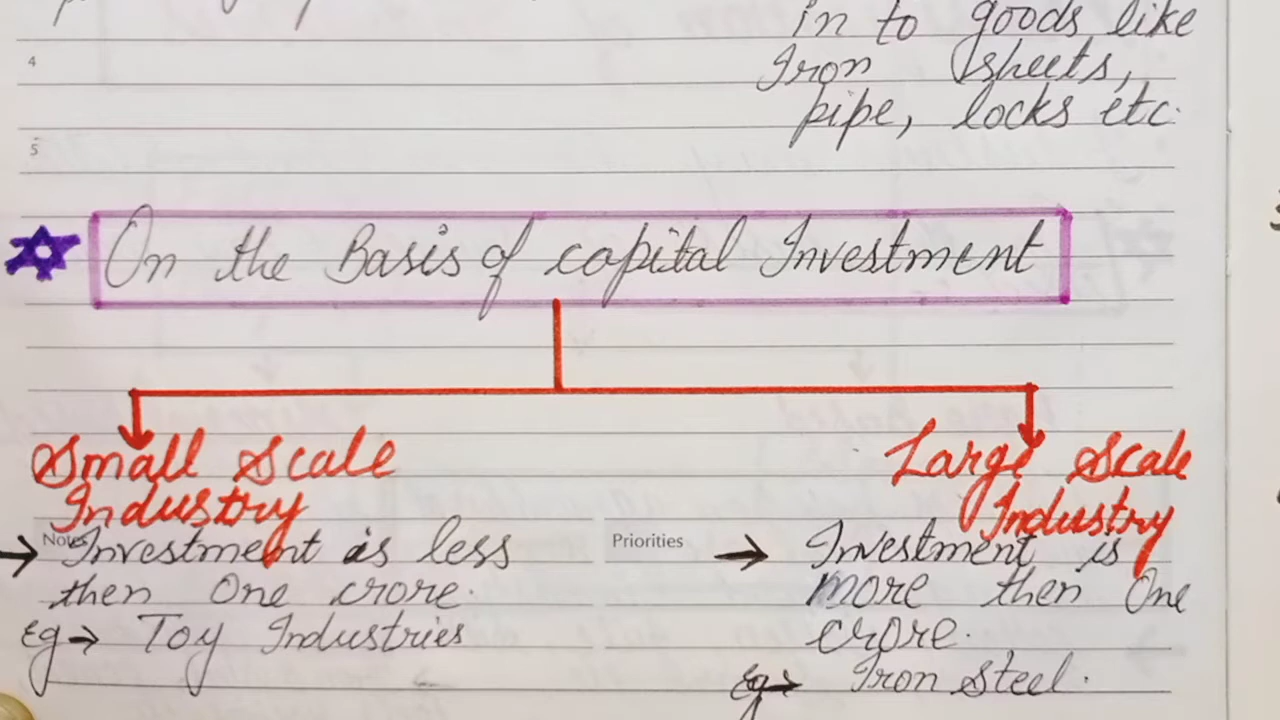 in to goods like
Iron sheets,
pipe, locks etc.
4
5
On the Basis of capital Investment
Small Scale
Industry
Notes
Investment is less
then One crore.
Eg → Toy Industries
Large Scale
Industry
Priorities
→ Investment is
more then One
crore.
Eg → Iron Steel.